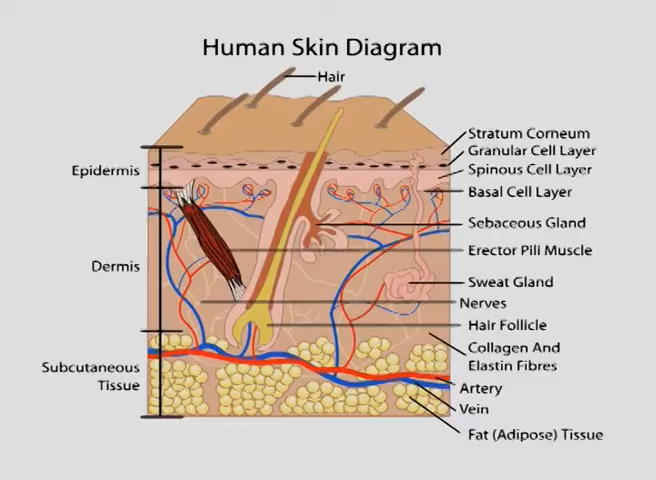 Human Skin Diagram
Hair
Stratum Corneum
Granular Cell Layer
Spinous Cell Layer
Basal Cell Layer
Sebaceous Gland
Erector Pili Muscle
Sweat Gland
Nerves
Hair Follicle
Collagen And
Elastin Fibres
Artery
Vein
Fat (Adipose) Tissue
Epidermis
Dermis
Subcutaneous
Tissue